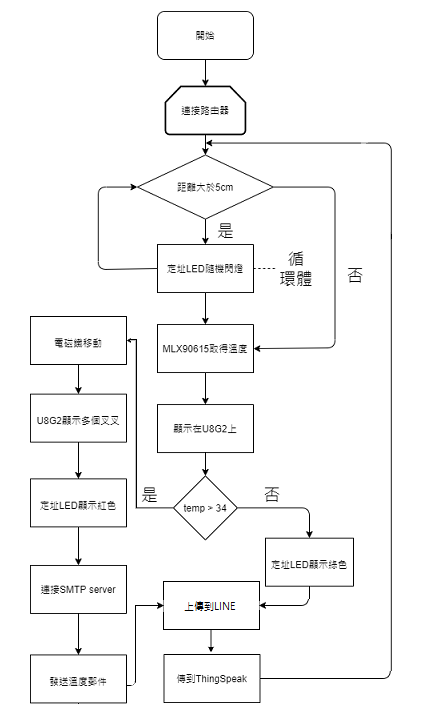 開始
連接路由器
距離大於5cm
是
定址LED隨機閃燈
循
環體
否
電磁鐵移動
MLX90615取得溫度
U8G2顯示多個叉叉
顯示在U8G2上
定址LED顯示紅色
是
temp > 34
否
定址LED顯示綠色
連接SMTP server
上傳到LINE
發送溫度郵件
傳到ThingSpeak